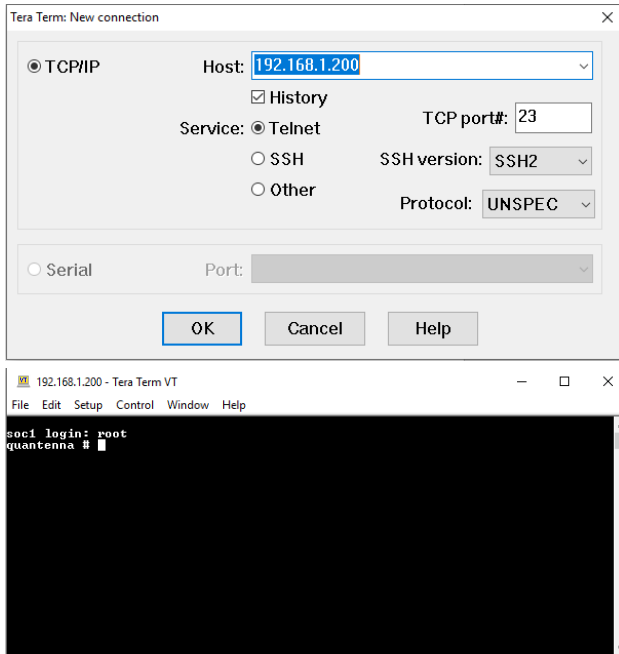 Tera Term: New connection
TCP/IP Host: 192.168.1.200
History
Service: Telnet TCP port#: 23
SSH SSH version: SSH2
Other
Protocol: UNSPEC
Serial Port:
OK Cancel Help
192.168.1.200 - Tera Term VT
File Edit Setup Control Window Help
soc1 login: root
quantenna #